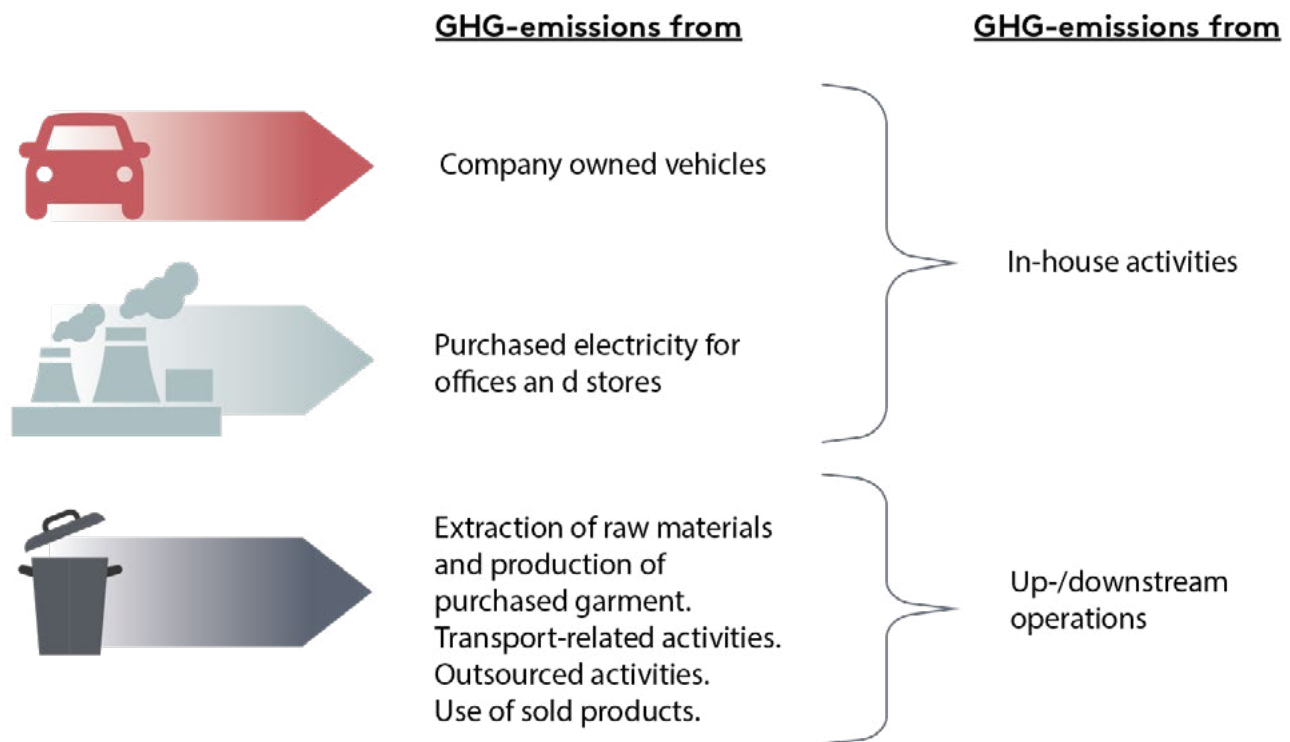 GHG-emissions from
GHG-emissions from
Company owned vehicles
In-house activities
Purchased electricity for
offices an d stores
Extraction of raw materials
and production of
purchased garment.
Transport-related activities.
Outsourced activities.
Use of sold products.
Up-/downstream
operations